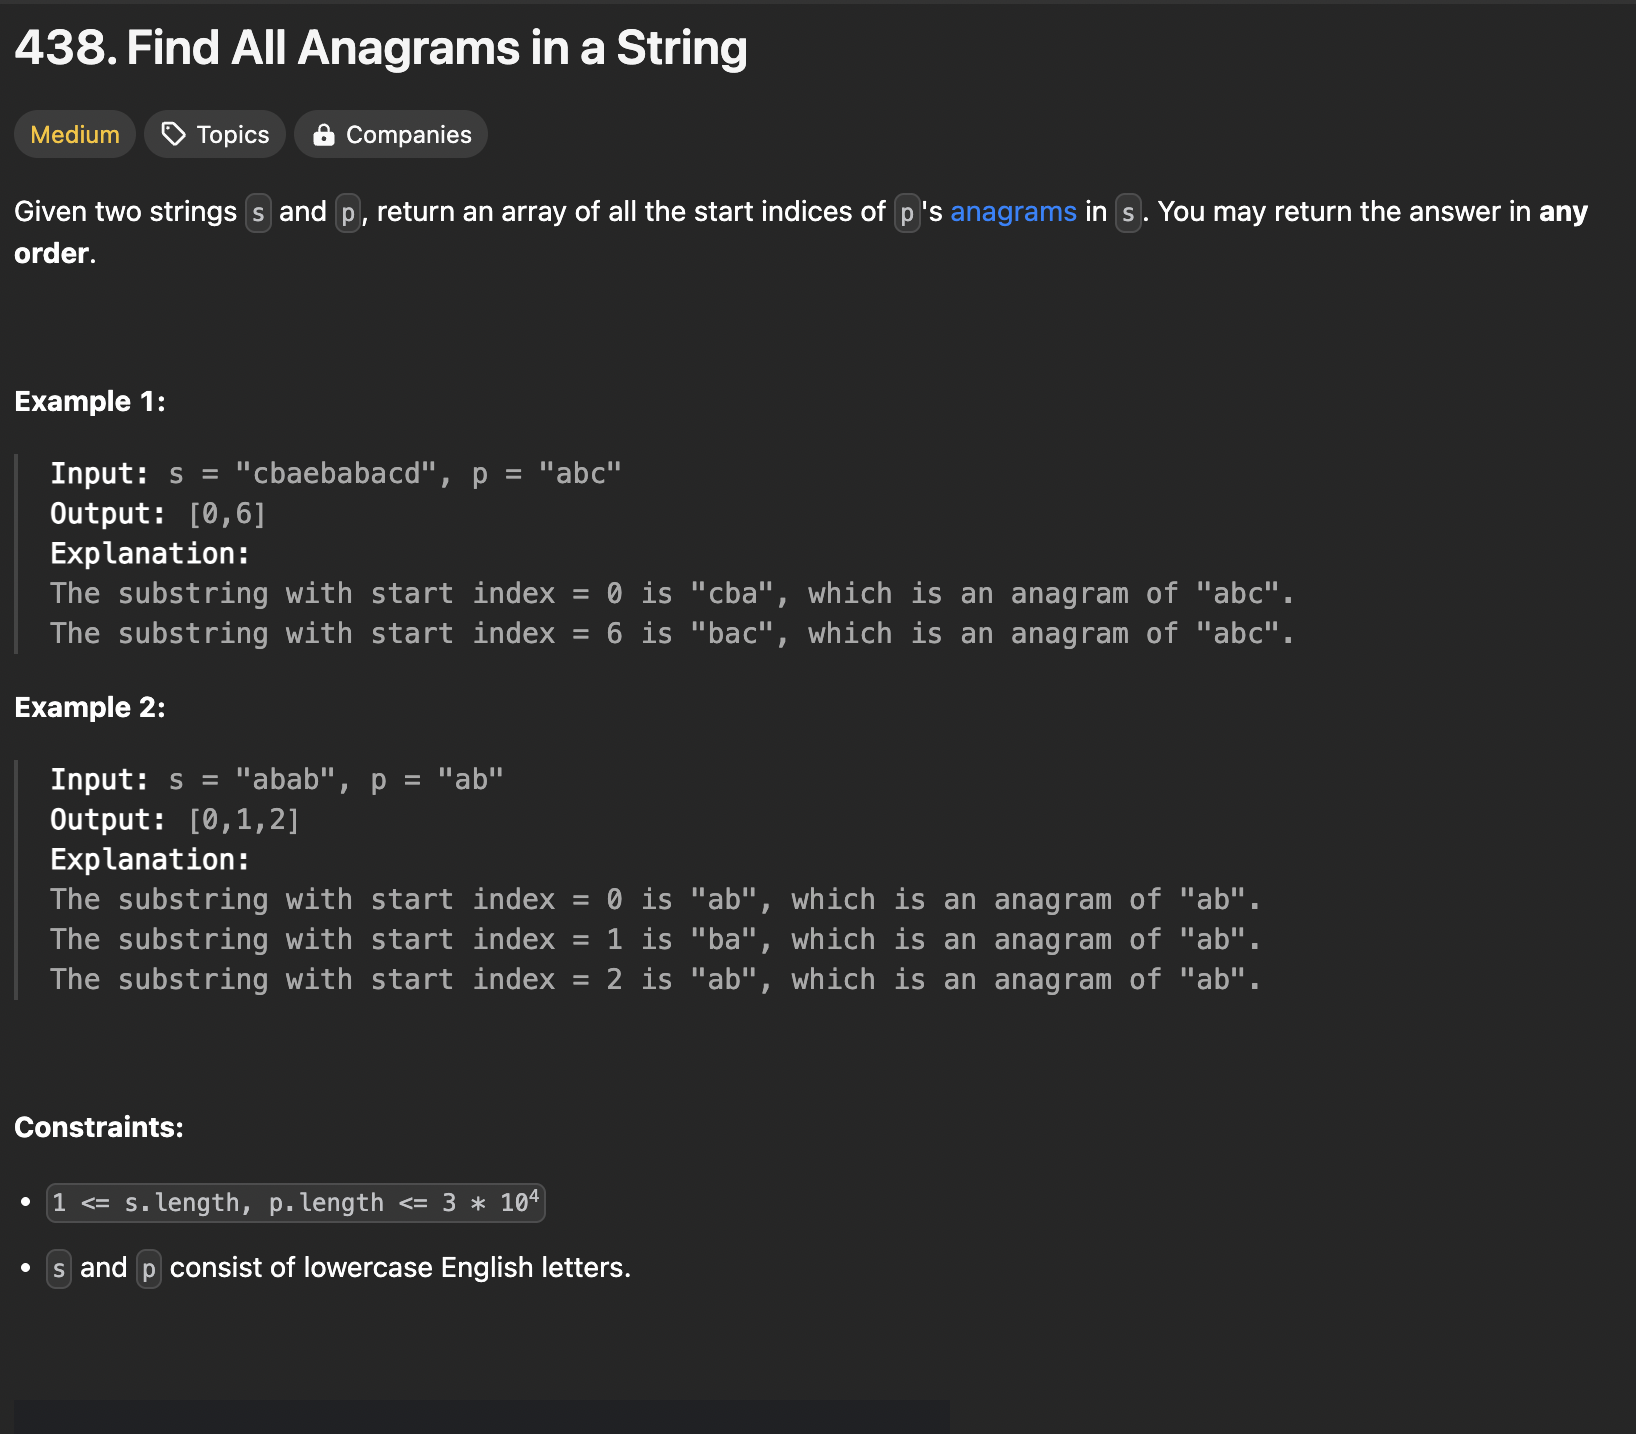 438. Find All Anagrams in a String
Medium Topics Companies
Given two strings s and p, return an array of all the start indices of p's anagrams in s. You may return the answer in any
order.
Example 1:
Input: s = "cbaebabacd", p = "abc"
Output: [0,6]
Explanation:
The substring with start index = 0 is "cba", which is an anagram of "abc".
The substring with start index = 6 is "bac", which is an anagram of "abc".
Example 2:
Input: s = "abab", p = "ab"
Output: [0,1,2]
Explanation:
The substring with start index = 0 is "ab", which is an anagram of "ab".
The substring with start index = 1 is "ba", which is an anagram of "ab".
The substring with start index = 2 is "ab", which is an anagram of "ab".
Constraints:
• 1 <= s.length, p.length <= 3 * 10⁴
• s and p consist of lowercase English letters.